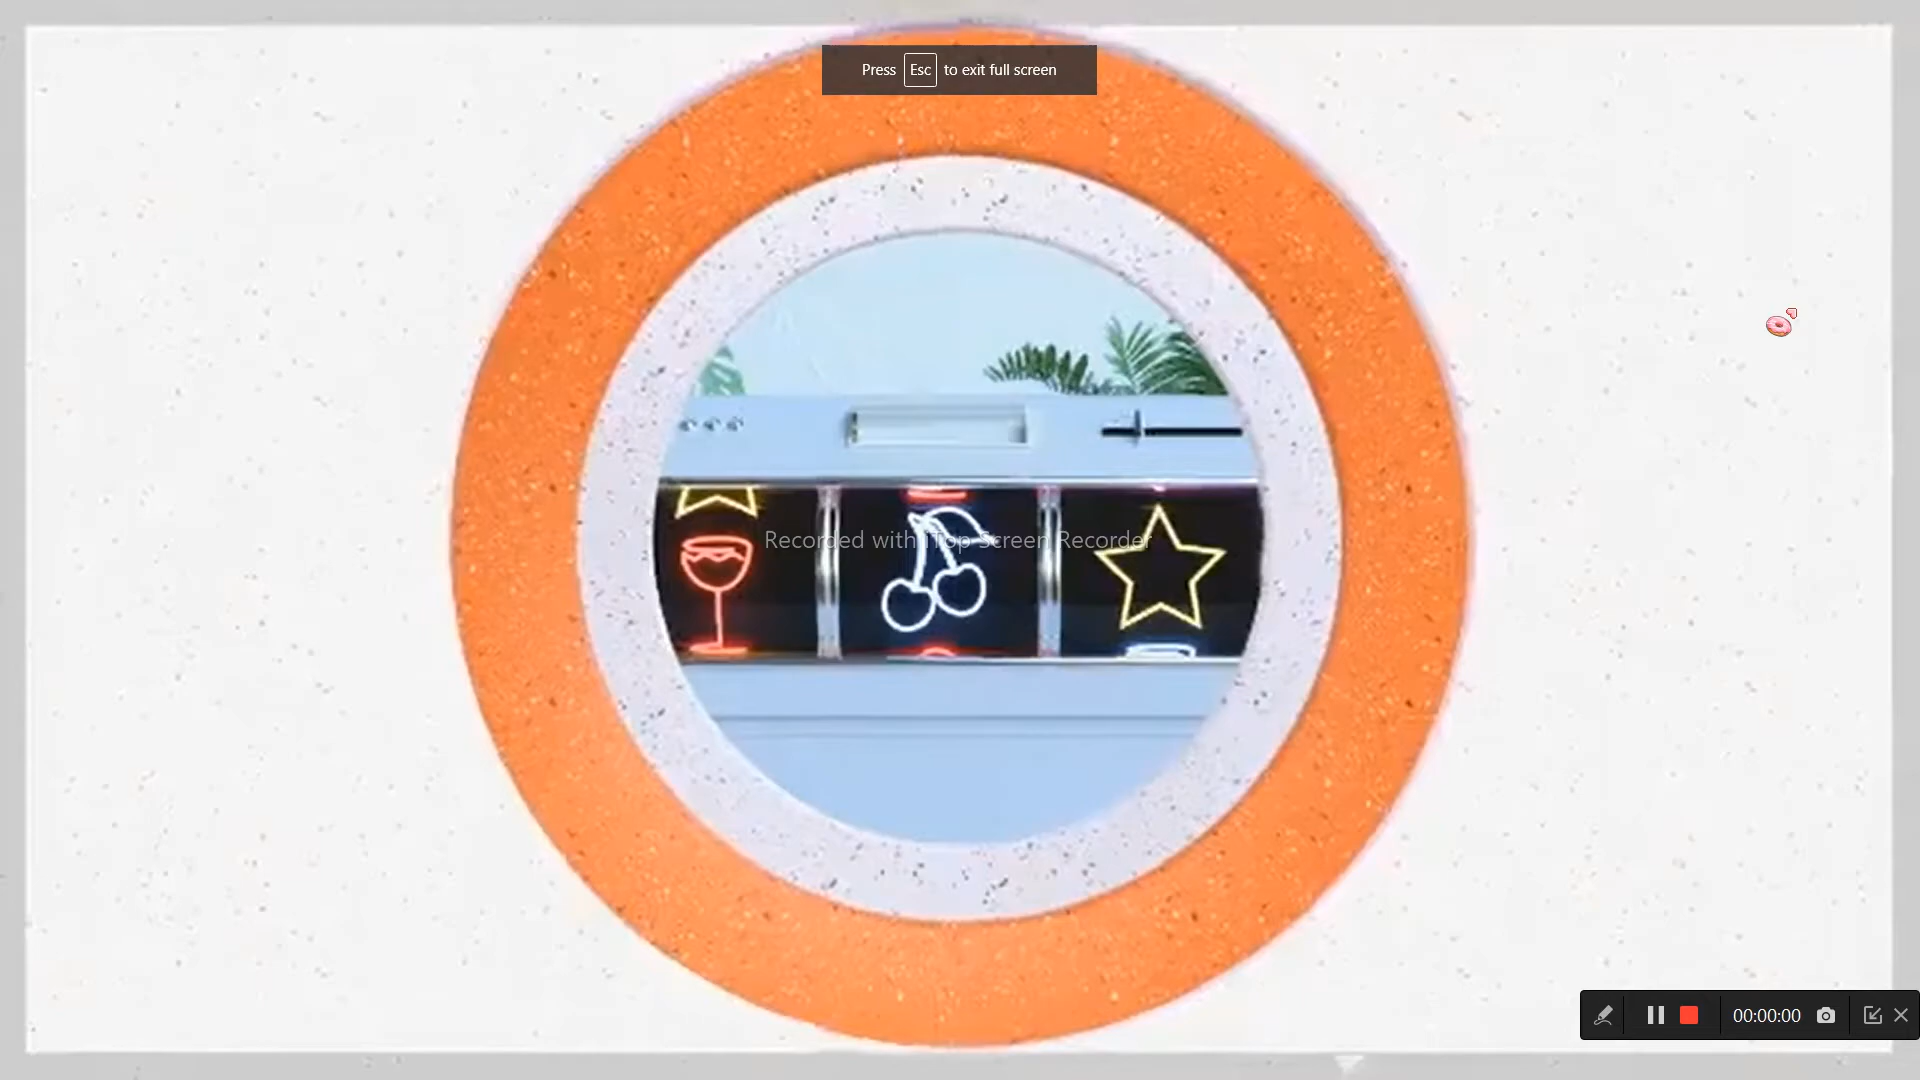 Press Esc to exit full screen
Recorded with iTop Screen Recorder
00:00:00